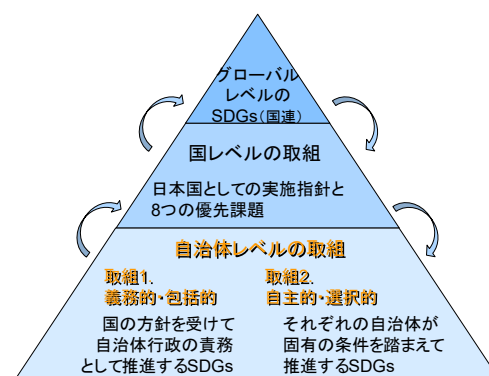 グローバル
レベルの
SDGs(国連)
国レベルの取組
日本国としての実施指針と
8つの優先課題
自治体レベルの取組
取組1.
義務的・包括的
国の方針を受けて
自治体行政の責務
として推進するSDGs
取組2.
自主的・選択的
それぞれの自治体が
固有の条件を踏まえて
推進するSDGs